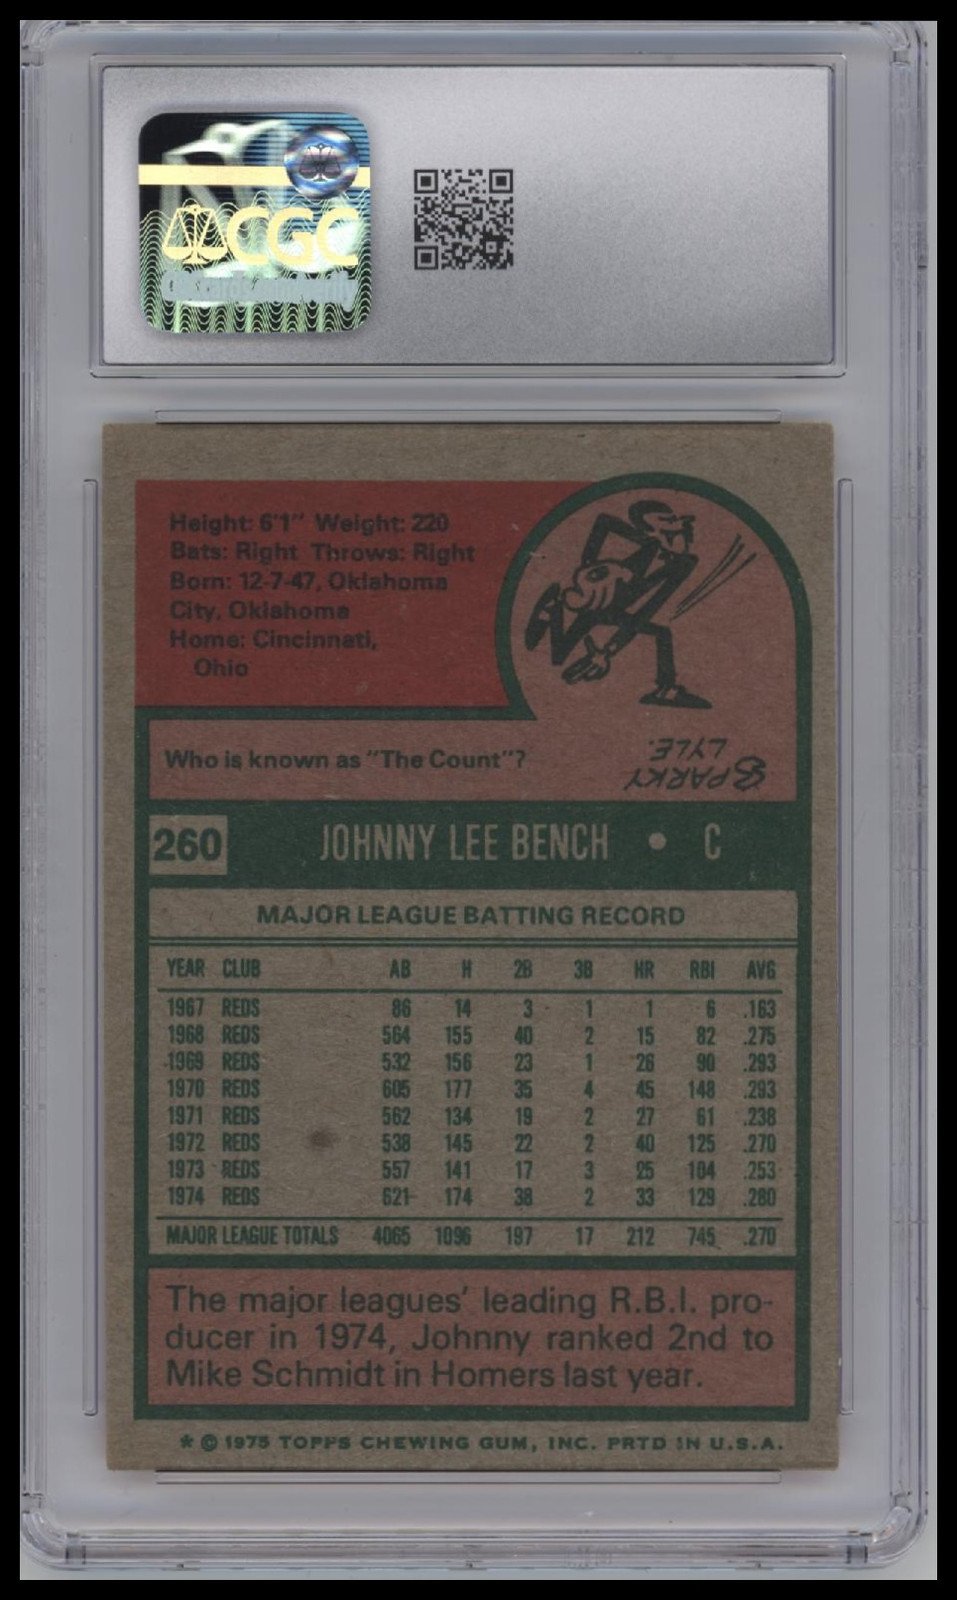 CGC
Height: 6'1" Weight: 220
Bats: Right Throws: Right
Born: 12-7-47, Oklahoma
City, Oklahoma
Home: Cincinnati,
Ohio
Who is known as "The Count"?
SPARKY
LYLE.
260 JOHNNY LEE BENCH • C
MAJOR LEAGUE BATTING RECORD
YEAR CLUB AB H 2B 3B HR RBI AVG
1967 REDS 86 14 3 1 1 6 .163
1968 REDS 564 155 40 2 15 82 .275
1969 REDS 532 156 23 1 26 90 .293
1970 REDS 605 177 35 4 45 148 .293
1971 REDS 562 134 19 2 27 61 .238
1972 REDS 538 145 22 2 40 125 .270
1973 REDS 557 141 17 3 25 104 .253
1974 REDS 621 174 38 2 33 129 .280
MAJOR LEAGUE TOTALS 4065 1096 197 17 212 745 .270
The major leagues' leading R.B.I. pro-
ducer in 1974, Johnny ranked 2nd to
Mike Schmidt in Homers last year.
* © 1975 TOPPS CHEWING GUM, INC. PRTD IN U.S.A.